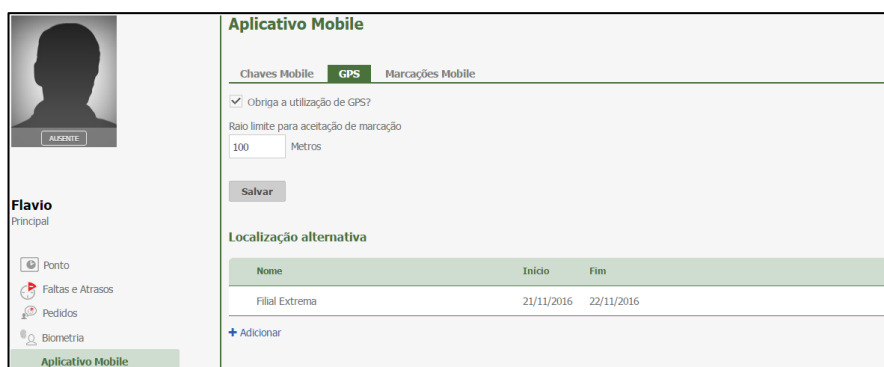 AUSENTE
Flavio
Principal
Ponto
Faltas e Atrasos
Pedidos
Biometria
Aplicativo Mobile
Aplicativo Mobile
Chaves Mobile GPS Marcações Mobile
Obriga a utilização de GPS?
Raio limite para aceitação de marcação
100 Metros
Salvar
Localização alternativa
Nome Início Fim
Filial Extrema 21/11/2016 22/11/2016
+ Adicionar